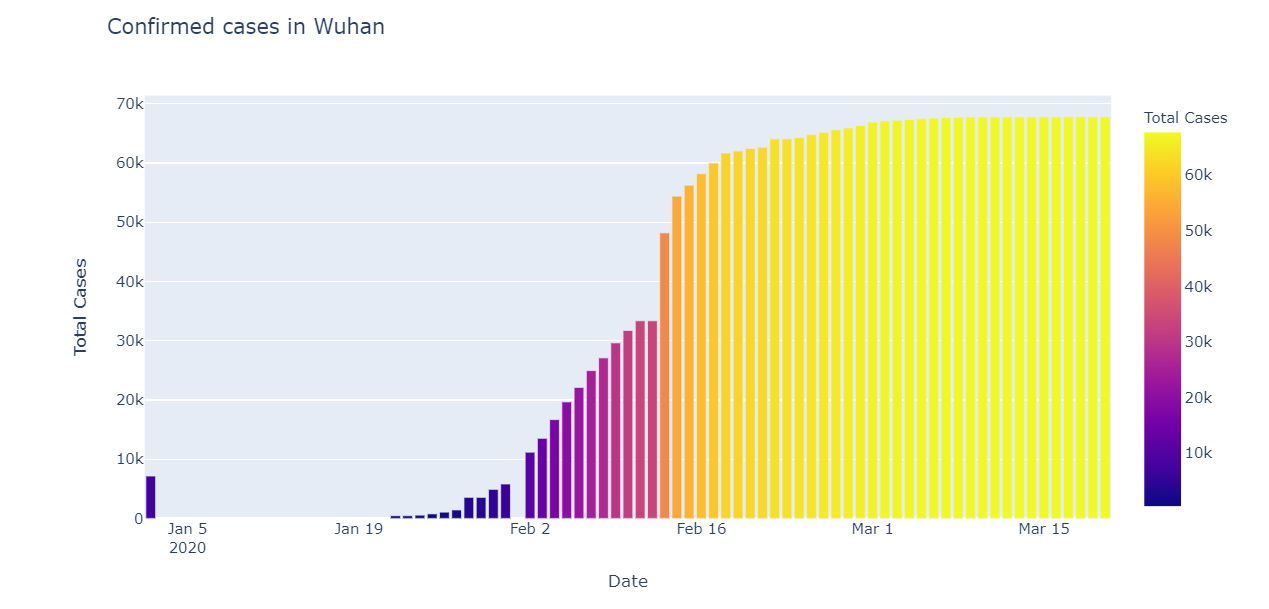 Confirmed cases in Wuhan
Total Cases
70k
60k
50k
40k
30k
20k
10k
0
Jan 5
2020
Jan 19
Feb 2
Feb 16
Mar 1
Mar 15
Date
Total Cases
60k
50k
40k
30k
20k
10k